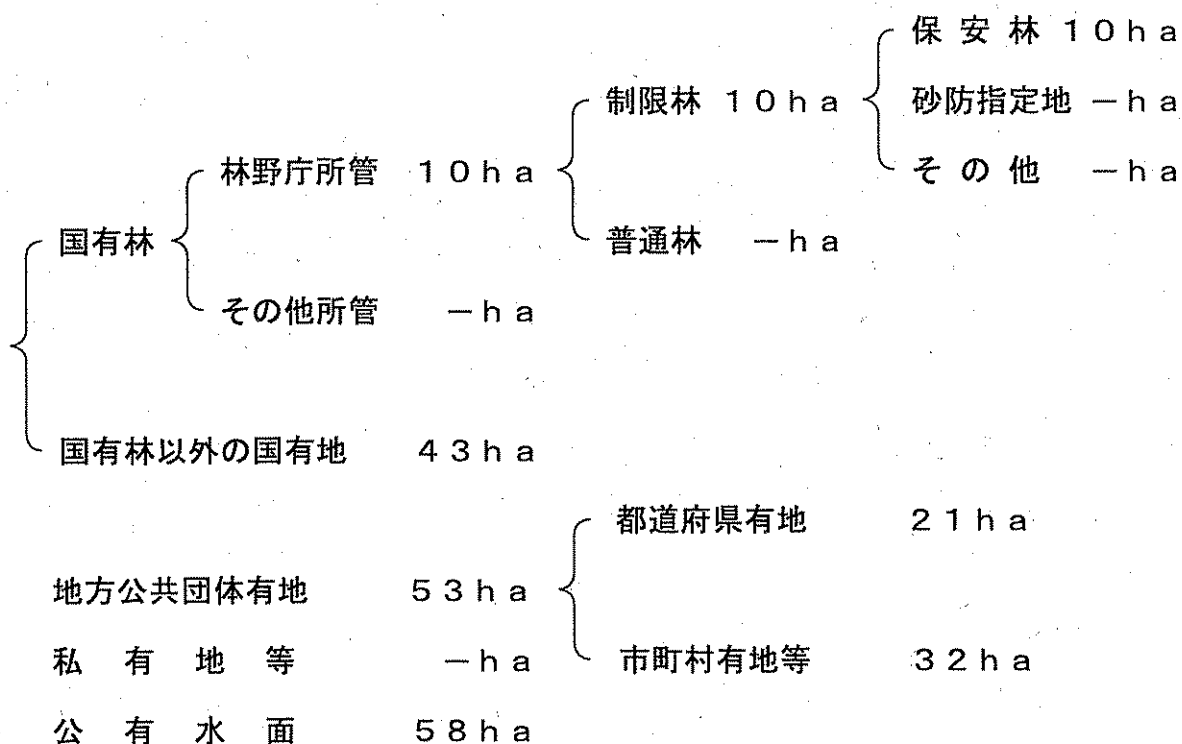 保安林 10ha
制限林 10ha 砂防指定地 －ha
林野庁所管 10ha その他 －ha
国有林 普通林 －ha
その他所管 －ha
国有林以外の国有地 43ha
都道府県有地 21ha
地方公共団体有地 53ha
私有地等 －ha 市町村有地等 32ha
公有水面 58ha